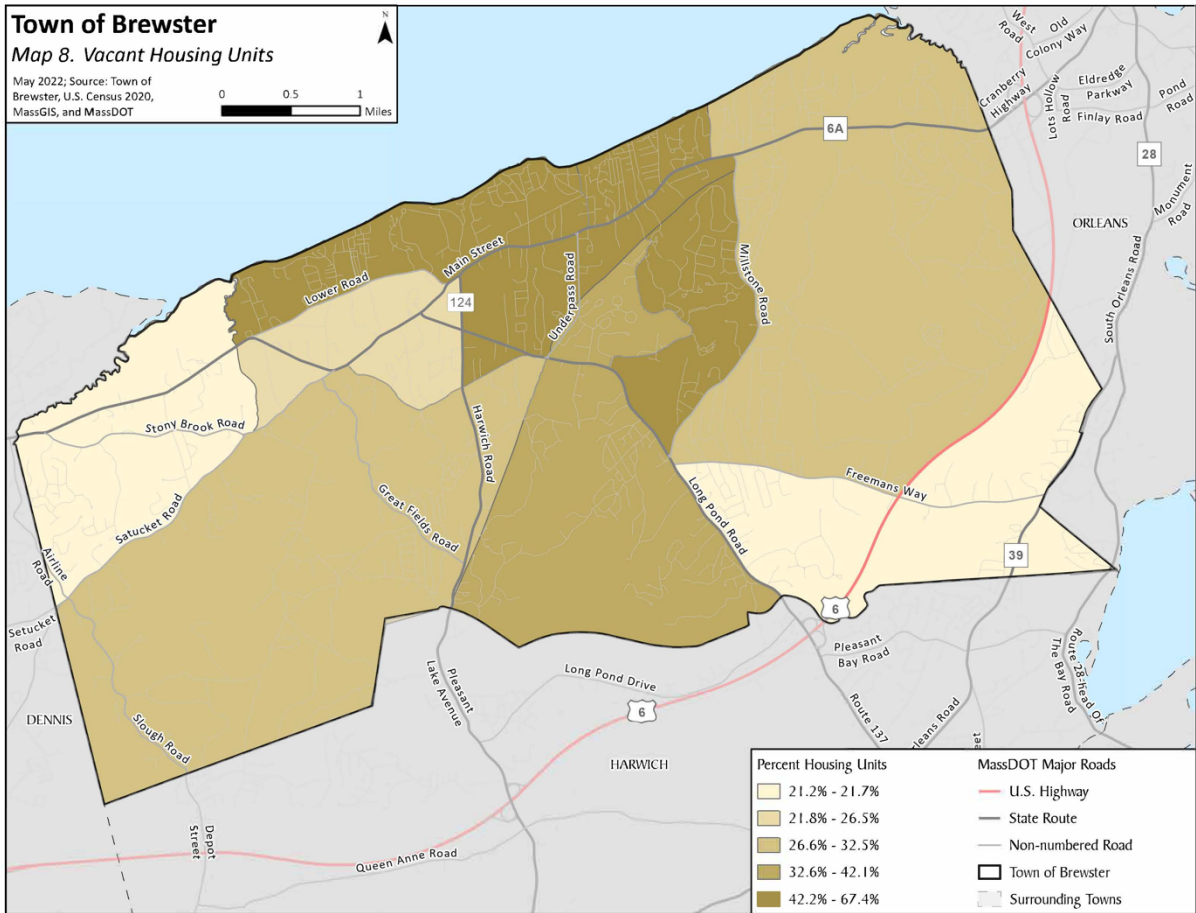 Town of Brewster
Map 8. Vacant Housing Units
May 2022; Source: Town of
Brewster, U.S. Census 2020,
MassGIS, and MassDOT
0 0.5 1
Miles
N
West
Road
Old
Colony Way
Cranberry
Highway
Lots Hollow
Road
Eldredge
Parkway
Pond
Road
Finlay Road
28
6A
Monument
Road
ORLEANS
South Orleans Road
Main Street
Lower Road
124
Underpass Road
Millstone Road
Stony Brook Road
Harwich Road
Satucket Road
Great Fields Road
Freemans Way
Long Pond Road
Airline
Road
39
Setucket
Road
6
Pleasant
Bay Road
Route 28-head Of
The Bay Road
Long Pond Drive
Pleasant
Lake Avenue
DENNIS
Slough Road
6
Route 137
rleans Road
eet
HARWICH
Depot
Street
Queen Anne Road
Percent Housing Units
21.2% - 21.7%
21.8% - 26.5%
26.6% - 32.5%
32.6% - 42.1%
42.2% - 67.4%
MassDOT Major Roads
U.S. Highway
State Route
Non-numbered Road
Town of Brewster
Surrounding Towns